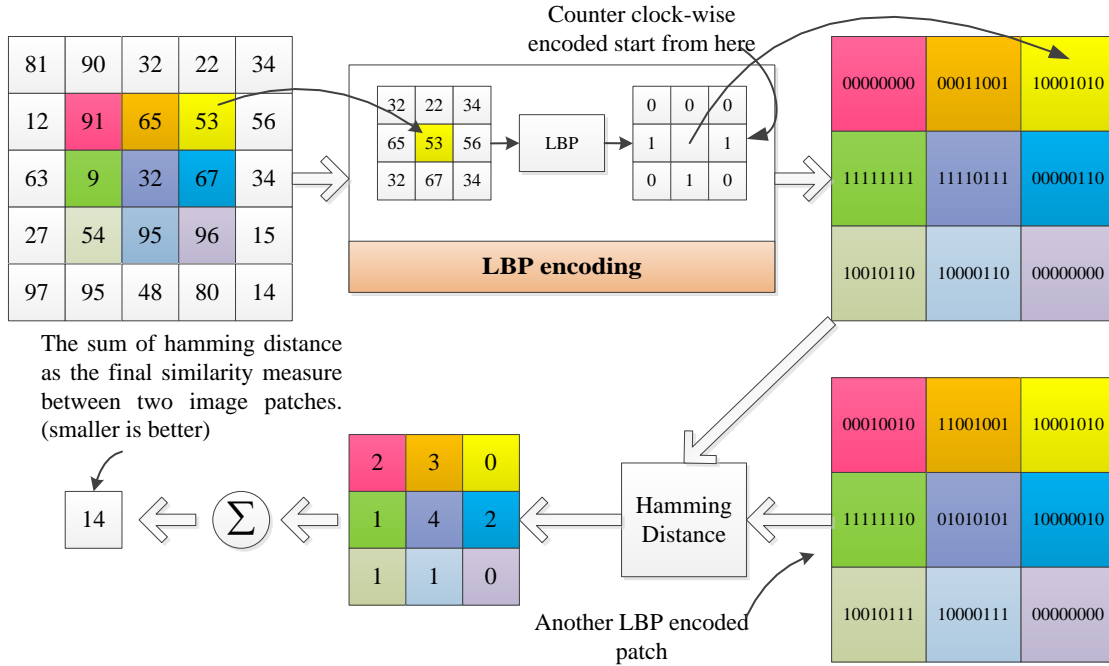 Counter clock-wise
encoded start from here
81 90 32 22 34
12 91 65 53 56
63 9 32 67 34
27 54 95 96 15
97 95 48 80 14
32 22 34
65 53 56
32 67 34
LBP
0 0 0
1 1
0 1 0
LBP encoding
00000000 00011001 10001010
11111111 11110111 00000110
10010110 10000110 00000000
The sum of hamming distance
as the final similarity measure
between two image patches.
(smaller is better)
14
Σ
2 3 0
1 4 2
1 1 0
Hamming
Distance
00010010 11001001 10001010
11111110 01010101 10000010
10010111 10000111 00000000
Another LBP encoded
patch